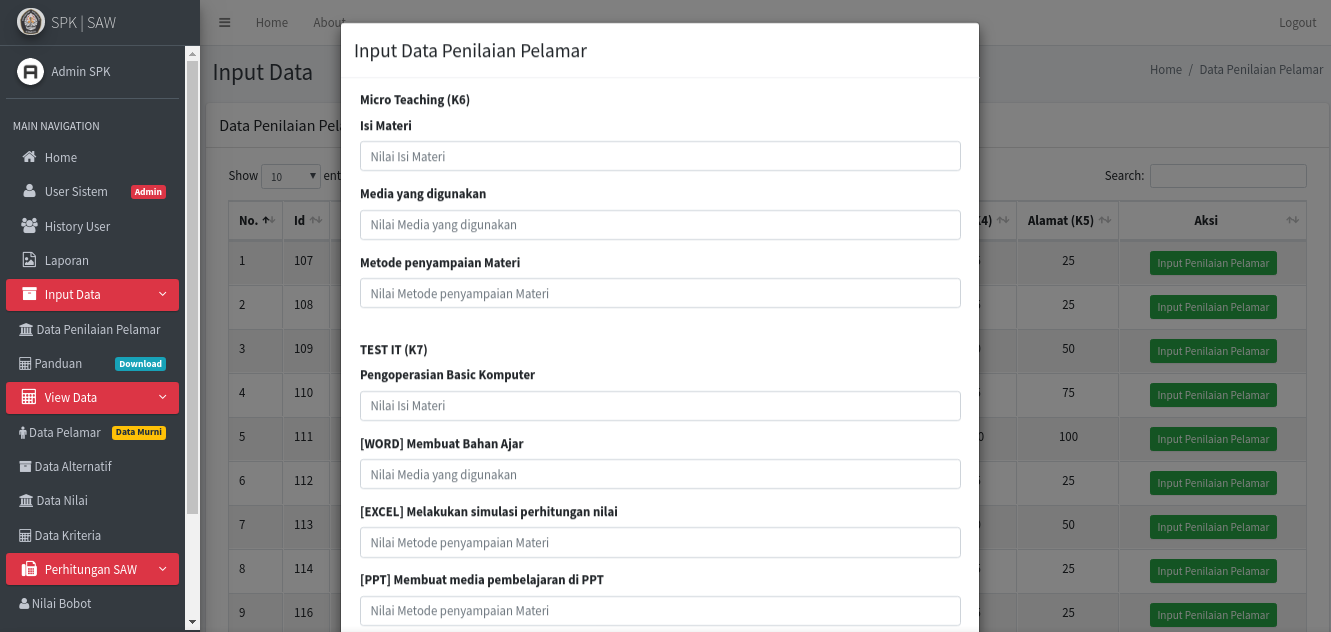 SPK | SAW
Home
About
Logout
Admin SPK
MAIN NAVIGATION
Home
User Sistem Admin
History User
Laporan
Input Data
Data Penilaian Pelamar
Panduan Download
View Data
Data Pelamar Data Murni
Data Alternatif
Data Nilai
Data Kriteria
Perhitungan SAW
Nilai Bobot
Input Data
Home / Data Penilaian Pelamar
Data Penilaian Pel
Show 10 ent
Search:
No. Id 4) Alamat (K5) Aksi
1 107 25 Input Penilaian Pelamar
2 108 25 Input Penilaian Pelamar
3 109 50 Input Penilaian Pelamar
4 110 75 Input Penilaian Pelamar
5 111 0 100 Input Penilaian Pelamar
6 112 25 Input Penilaian Pelamar
7 113 50 Input Penilaian Pelamar
8 114 25 Input Penilaian Pelamar
9 116 25 Input Penilaian Pelamar
Input Data Penilaian Pelamar
Micro Teaching (K6)
Isi Materi
Nilai Isi Materi
Media yang digunakan
Nilai Media yang digunakan
Metode penyampaian Materi
Nilai Metode penyampaian Materi
TEST IT (K7)
Pengoperasian Basic Komputer
Nilai Isi Materi
[WORD] Membuat Bahan Ajar
Nilai Media yang digunakan
[EXCEL] Melakukan simulasi perhitungan nilai
Nilai Metode penyampaian Materi
[PPT] Membuat media pembelajaran di PPT
Nilai Metode penyampaian Materi